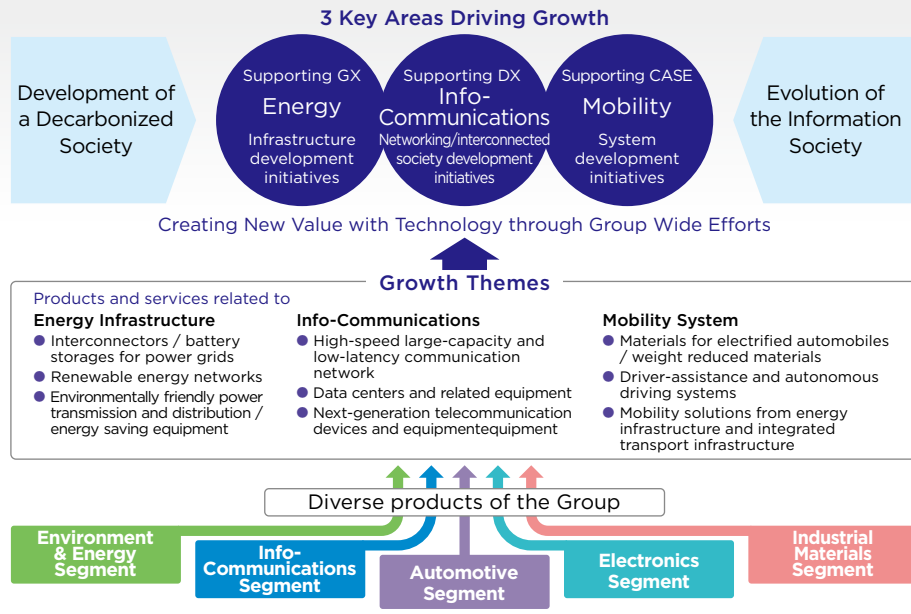 3 Key Areas Driving Growth
Development of
a Decarbonized
Society
Supporting GX
Energy
Infrastructure
development
initiatives
Supporting DX
Info-
Communications
Networking/interconnected
society development
initiatives
Supporting CASE
Mobility
System
development
initiatives
Evolution of
the Information
Society
Creating New Value with Technology through Group Wide Efforts
Growth Themes
Products and services related to
Energy Infrastructure
● Interconnectors / battery
storages for power grids
● Renewable energy networks
● Environmentally friendly power
transmission and distribution /
energy saving equipment
Info-Communications
● High-speed large-capacity and
low-latency communication
network
● Data centers and related equipment
● Next-generation telecommunication
devices and equipmentequipment
Mobility System
● Materials for electrified automobiles
/ weight reduced materials
● Driver-assistance and autonomous
driving systems
● Mobility solutions from energy
infrastructure and integrated
transport infrastructure
Diverse products of the Group
Environment
& Energy
Segment
Info-
Communications
Segment
Automotive
Segment
Electronics
Segment
Industrial
Materials
Segment